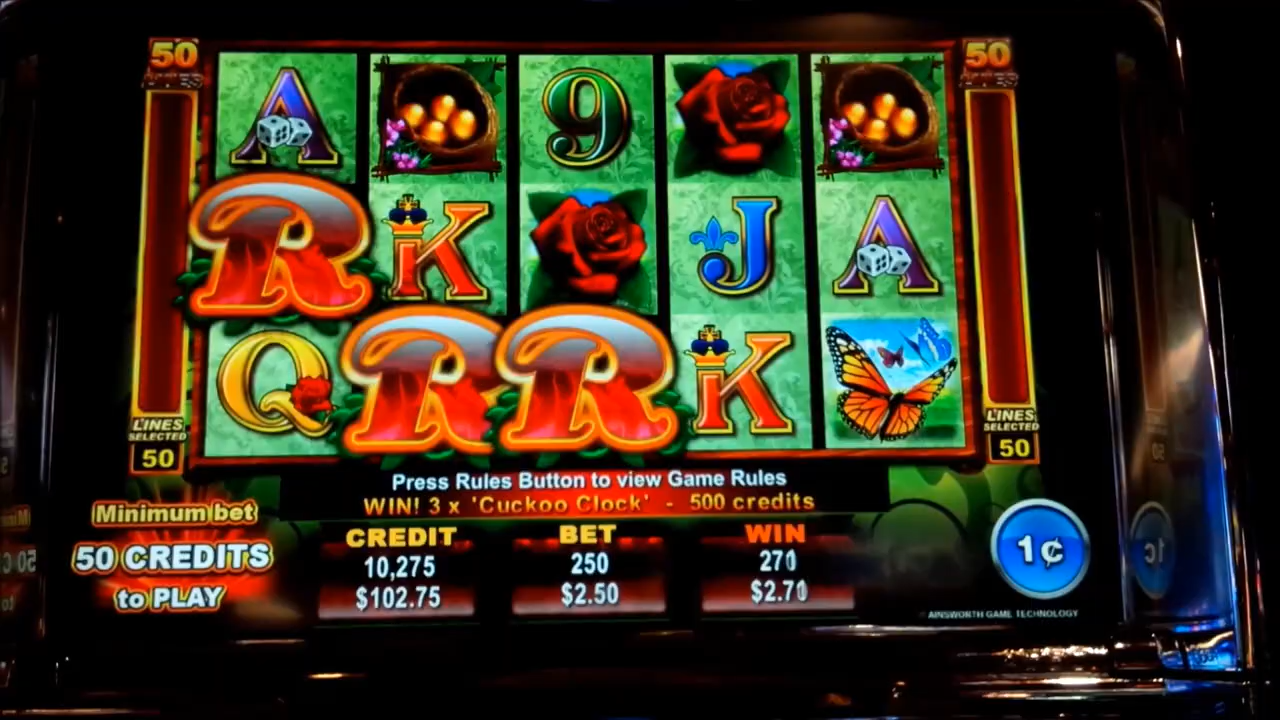 50 50
A 9
R K J A
Q R R K
LINES SELECTED 50
LINES SELECTED 50
Press Rules Button to view Game Rules
WIN! 3 x 'Cuckoo Clock' - 500 credits
Minimum bet
50 CREDITS
to PLAY
CREDIT
10,275
$102.75
BET
250
$2.50
WIN
270
$2.70
1¢
AINSWORTH GAME TECHNOLOGY